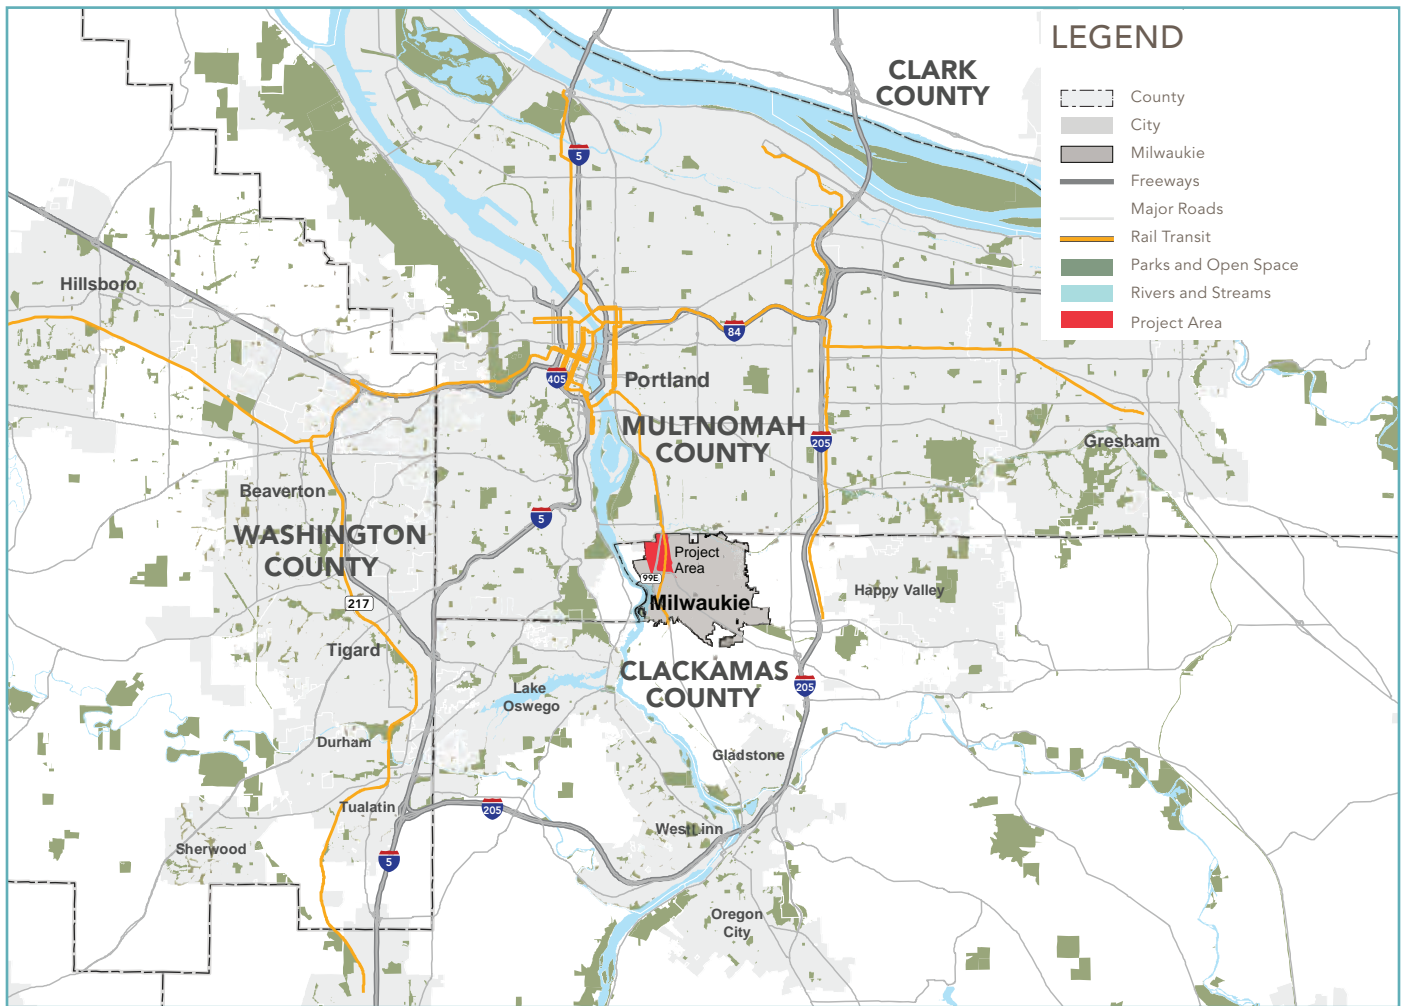 LEGEND
County
City
Milwaukie
Freeways
Major Roads
Rail Transit
Parks and Open Space
Rivers and Streams
Project Area
CLARK
COUNTY
5
Hillsboro
84
405
Portland
MULTNOMAH
COUNTY
205
Gresham
Beaverton
5
WASHINGTON
COUNTY
Project
Area
99E
Happy Valley
217
Milwaukie
Tigard
CLACKAMAS
COUNTY
205
Lake
Oswego
Durham
Gladstone
Tualatin
205
West Linn
Sherwood
5
Oregon
City